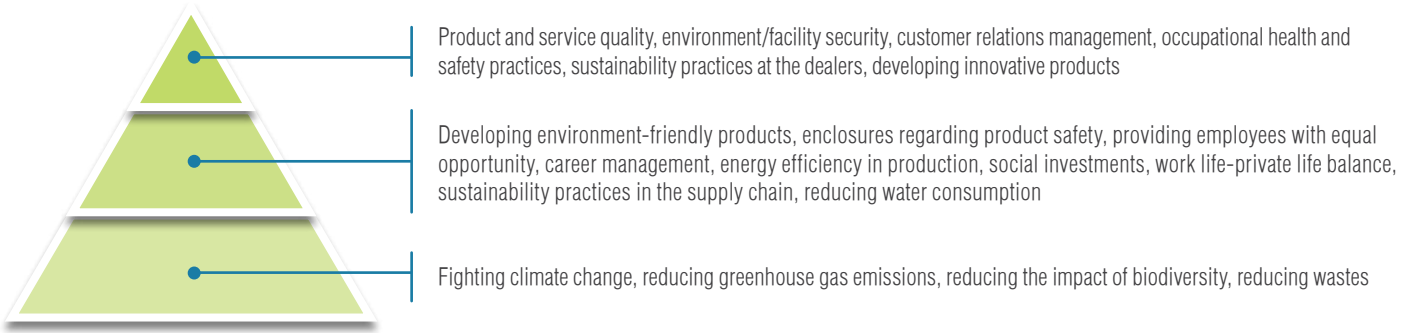 Product and service quality, environment/facility security, customer relations management, occupational health and
safety practices, sustainability practices at the dealers, developing innovative products
Developing environment-friendly products, enclosures regarding product safety, providing employees with equal
opportunity, career management, energy efficiency in production, social investments, work life-private life balance,
sustainability practices in the supply chain, reducing water consumption
Fighting climate change, reducing greenhouse gas emissions, reducing the impact of biodiversity, reducing wastes